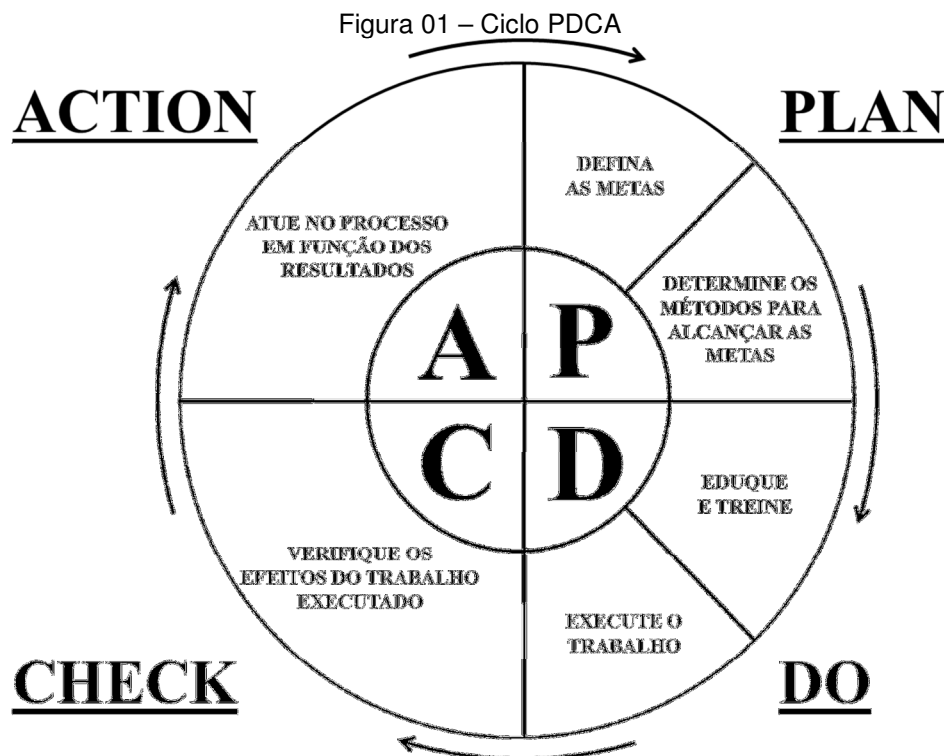 Figura 01 – Ciclo PDCA
ACTION
PLAN
DEFINA
AS METAS
ATUE NO PROCESSO
EM FUNÇÃO DOS
RESULTADOS
DETERMINE OS
MÉTODOS PARA
ALCANÇAR AS
METAS
A
P
C
D
EDUQUE
E TREINE
VERIFIQUE OS
EFEITOS DO TRABALHO
EXECUTADO
EXECUTE O
TRABALHO
CHECK
DO